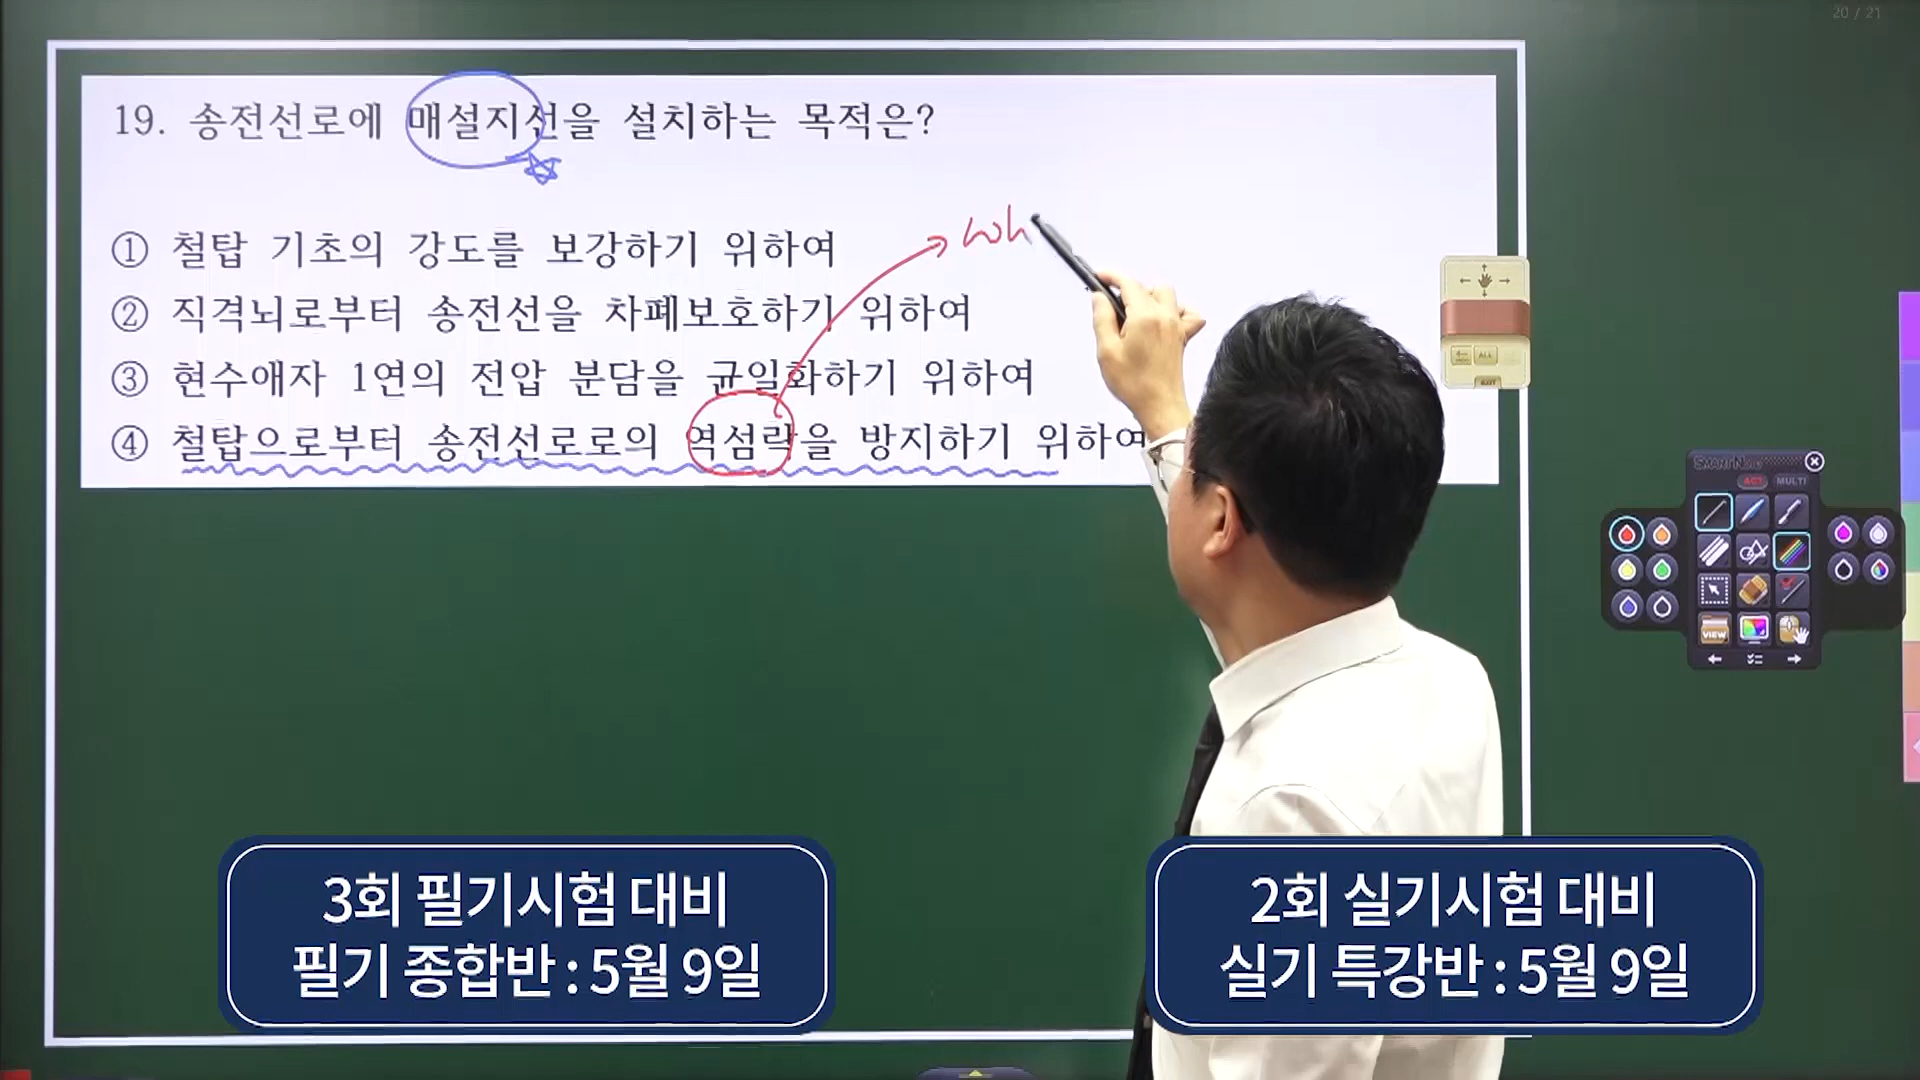 20 / 21
19. 송전선로에 매설지선을 설치하는 목적은?
① 철탑 기초의 강도를 보강하기 위하여
② 직격뇌로부터 송전선을 차폐보호하기 위하여
③ 현수애자 1연의 전압 분담을 균일화하기 위하여
④ 철탑으로부터 송전선로로의 역섬락을 방지하기 위하여
wh
ALL
EXIT
ACT MULTI
VIEW
3회 필기시험 대비
필기 종합반 : 5월 9일
2회 실기시험 대비
실기 특강반 : 5월 9일